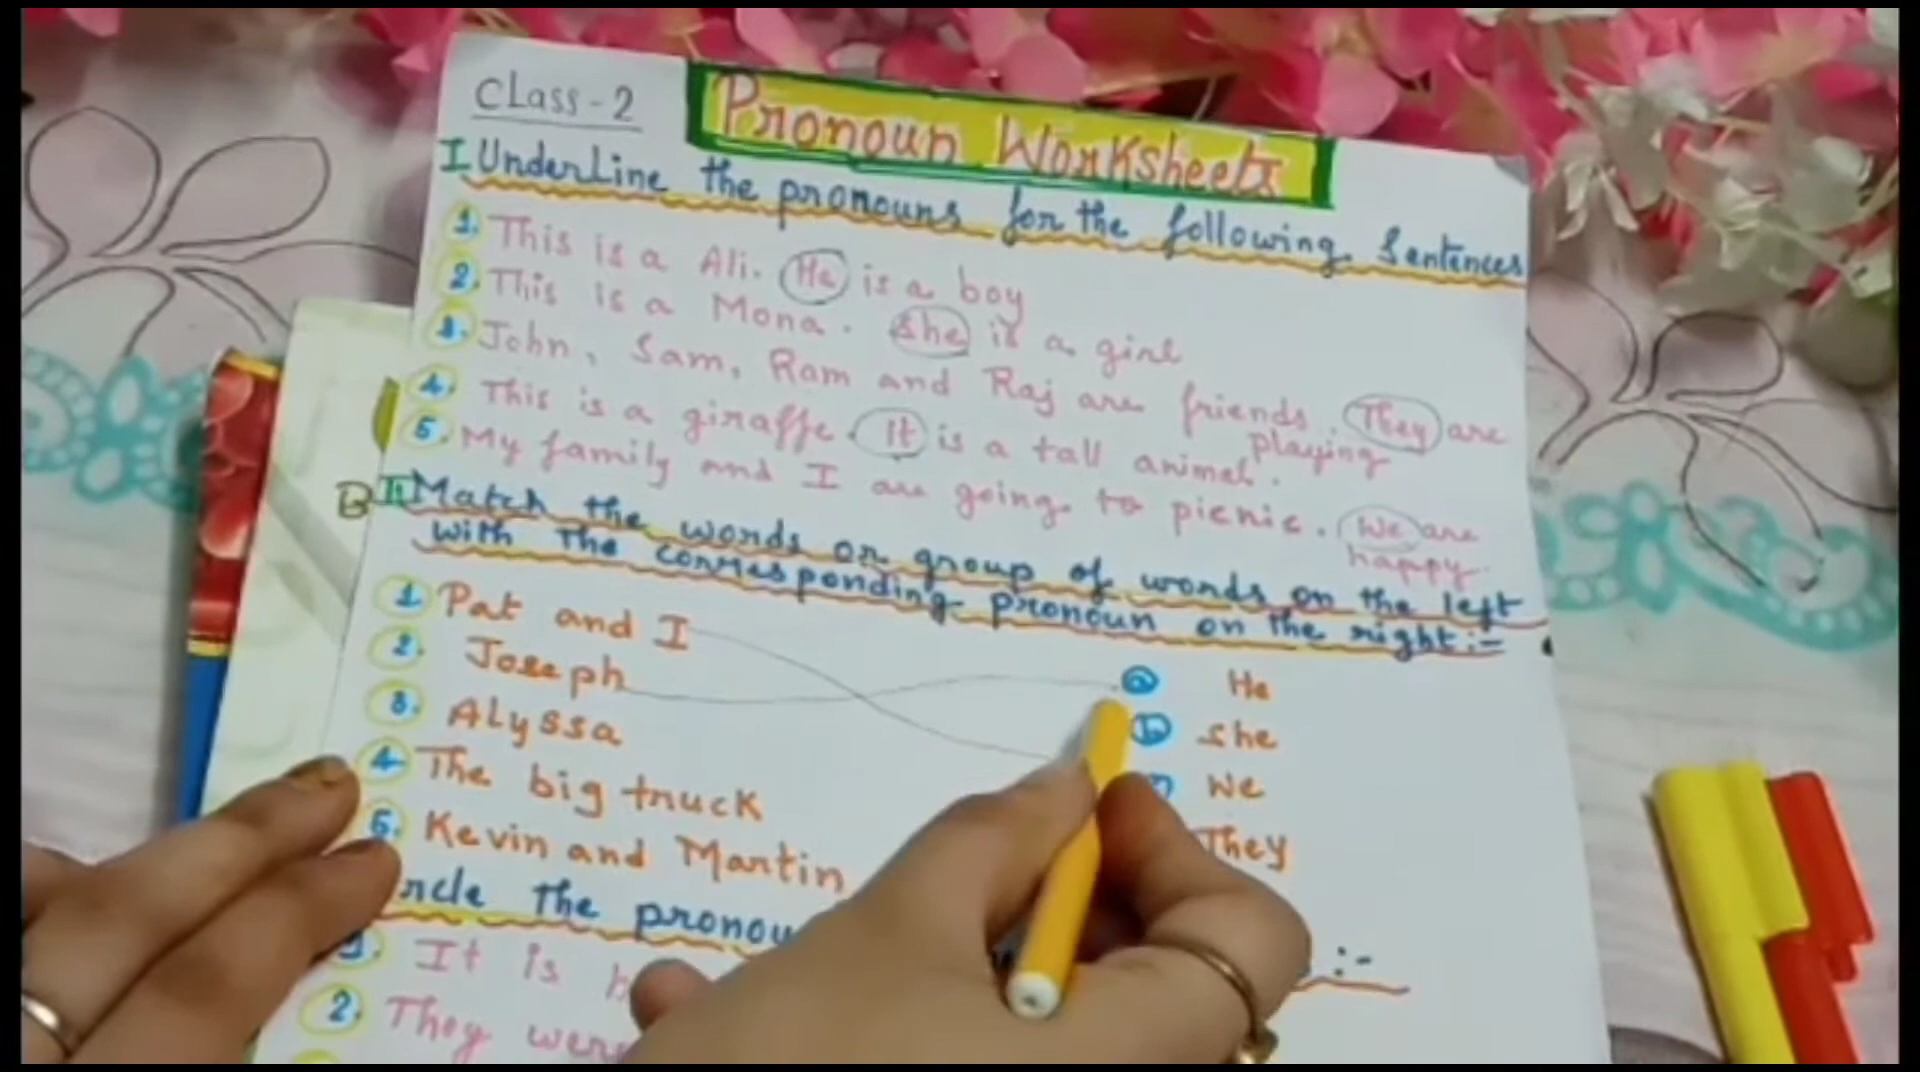 Class-2
Pronoun Worksheets
I Underline the pronouns for the following Sentences
1. This is a Ali. He is a boy
2. This is a Mona. She is a girl
3. John, Sam, Ram and Raj are friends. They are
playing
4. This is a giraffe. It is a tall animal.
5. My family and I are going to picnic. We are
happy.
B II Match the words or group of words on the left
with the corresponding pronoun on the right:-
1 Pat and I
a He
2. Joseph
b She
3. Alyssa
We
4 The big truck
They
5. Kevin and Martin
the :-
It is
2. They were